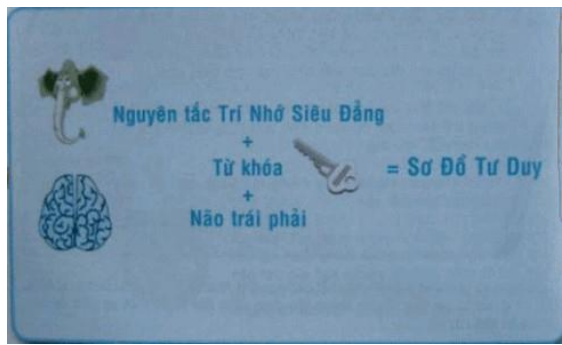 Nguyên tắc Trí Nhớ Siêu Đẳng
+
Từ khóa = Sơ Đồ Tư Duy
+
Não trái phải